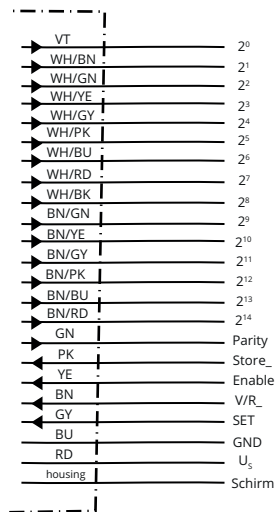 VT 2⁰
WH/BN 2¹
WH/GN 2²
WH/YE 2³
WH/GY 2⁴
WH/PK 2⁵
WH/BU 2⁶
WH/RD 2⁷
WH/BK 2⁸
BN/GN 2⁹
BN/YE 2¹⁰
BN/GY 2¹¹
BN/PK 2¹²
BN/BU 2¹³
BN/RD 2¹⁴
GN Parity
PK Store_
YE Enable
BN V/R_
GY SET
BU GND
RD Uₛ
housing Schirm